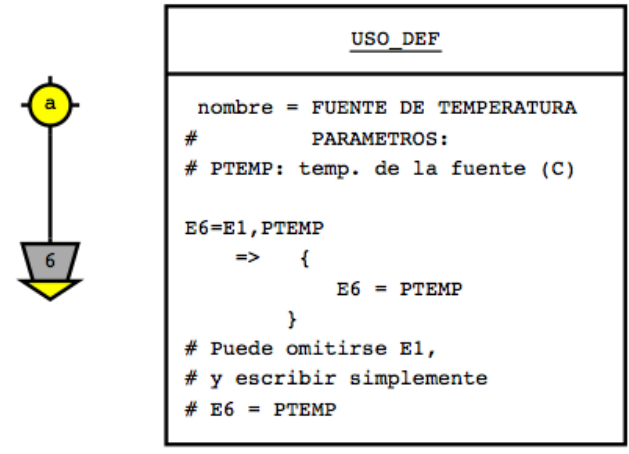 a
6
USO_DEF
nombre = FUENTE DE TEMPERATURA
# PARAMETROS:
# PTEMP: temp. de la fuente (C)
E6=E1,PTEMP
=> {
E6 = PTEMP
}
# Puede omitirse E1,
# y escribir simplemente
# E6 = PTEMP